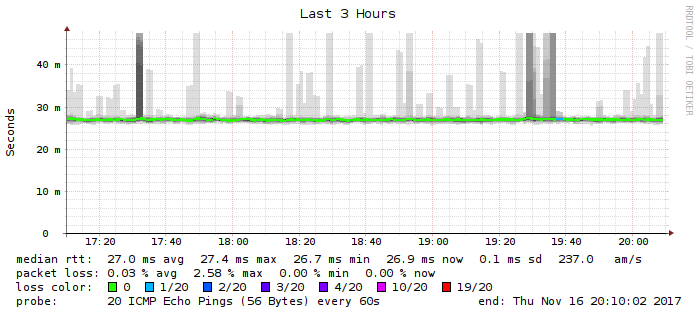 Last 3 Hours
RRDTOOL / TOBI OETIKER
Seconds
40 m
30 m
20 m
10 m
0
17:20 17:40 18:00 18:20 18:40 19:00 19:20 19:40 20:00
median rtt: 27.0 ms avg 27.4 ms max 26.7 ms min 26.9 ms now 0.1 ms sd 237.0 am/s
packet loss: 0.03 % avg 2.58 % max 0.00 % min 0.00 % now
loss color: 0 1/20 2/20 3/20 4/20 10/20 19/20
probe: 20 ICMP Echo Pings (56 Bytes) every 60s end: Thu Nov 16 20:10:02 2017